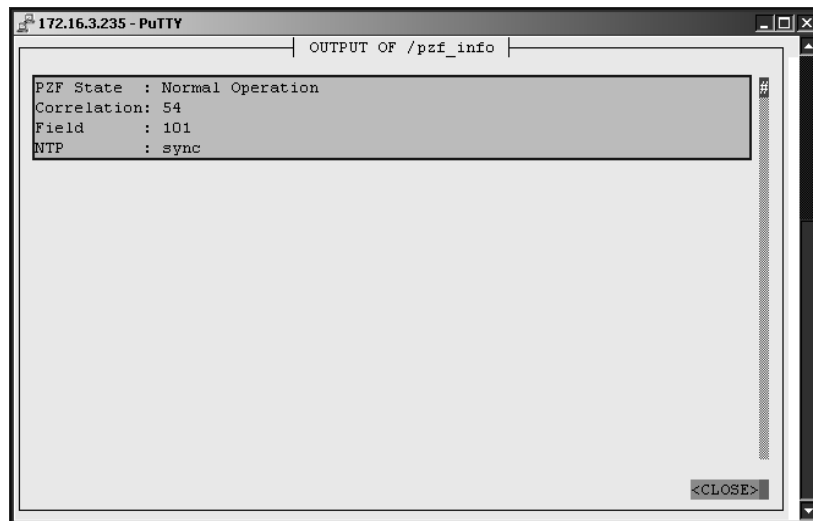 172.16.3.235 - PuTTY
OUTPUT OF /pzf_info
PZF State : Normal Operation
Correlation: 54
Field : 101
NTP : sync
#
<CLOSE>